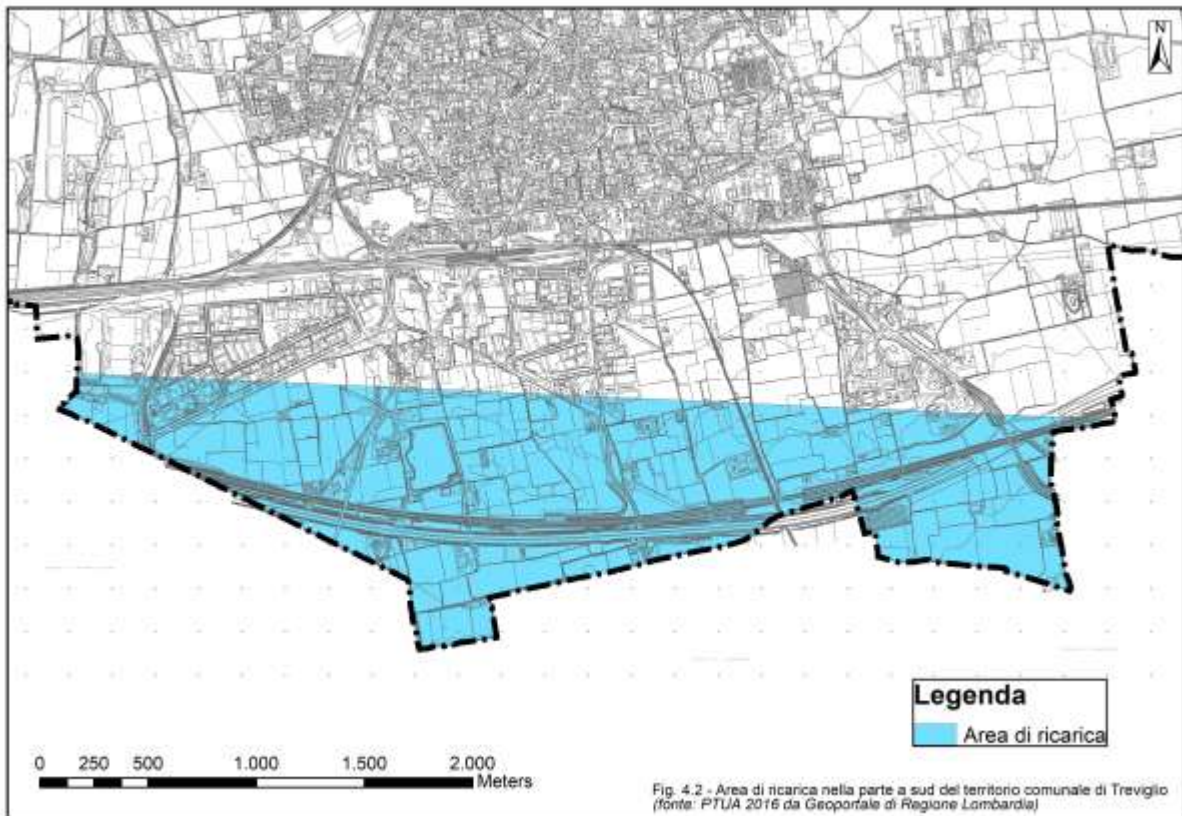 N
Legenda
Area di ricarica
0 250 500 1.000 1.500 2.000
Meters
Fig. 4.2 - Area di ricarica nella parte a sud del territorio comunale di Treviglio
(fonte: PTUA 2016 da Geoportale di Regione Lombardia)